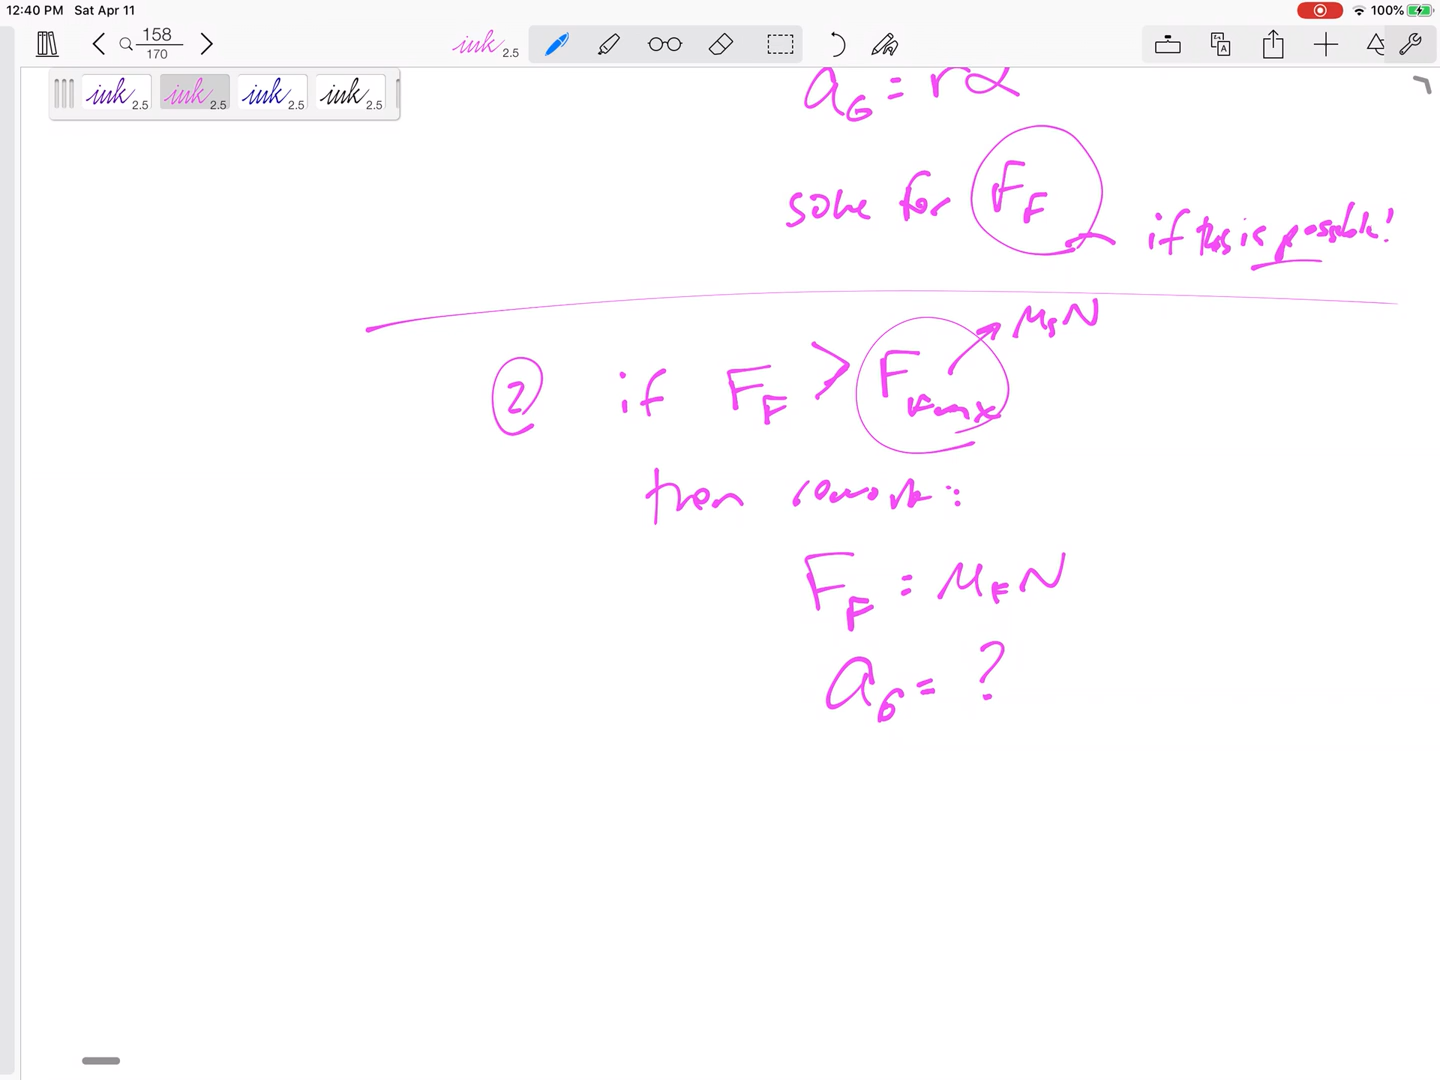 12:40 PM Sat Apr 11
100%
158
170
ink 2.5
ink 2.5
ink 2.5
ink 2.5
ink 2.5
a_G = rα
solve for F_F
if this is possible!
② if F_F > F_Fmax
μ_s N
then rework:
F_F = μ_k N
a_G = ?